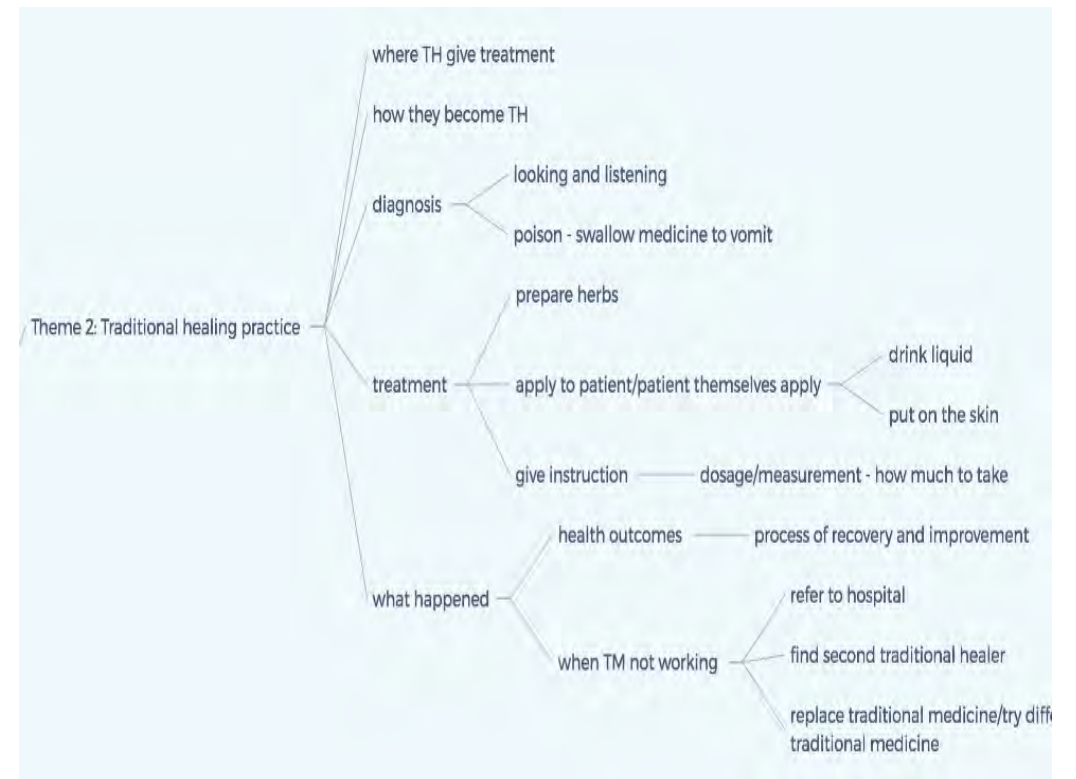 where TH give treatment
how they become TH
looking and listening
diagnosis
poison - swallow medicine to vomit
prepare herbs
Theme 2: Traditional healing practice
drink liquid
treatment
apply to patient/patient themselves apply
put on the skin
give instruction
dosage/measurement - how much to take
health outcomes
process of recovery and improvement
what happened
refer to hospital
find second traditional healer
when TM not working
replace traditional medicine/try
traditional medicine